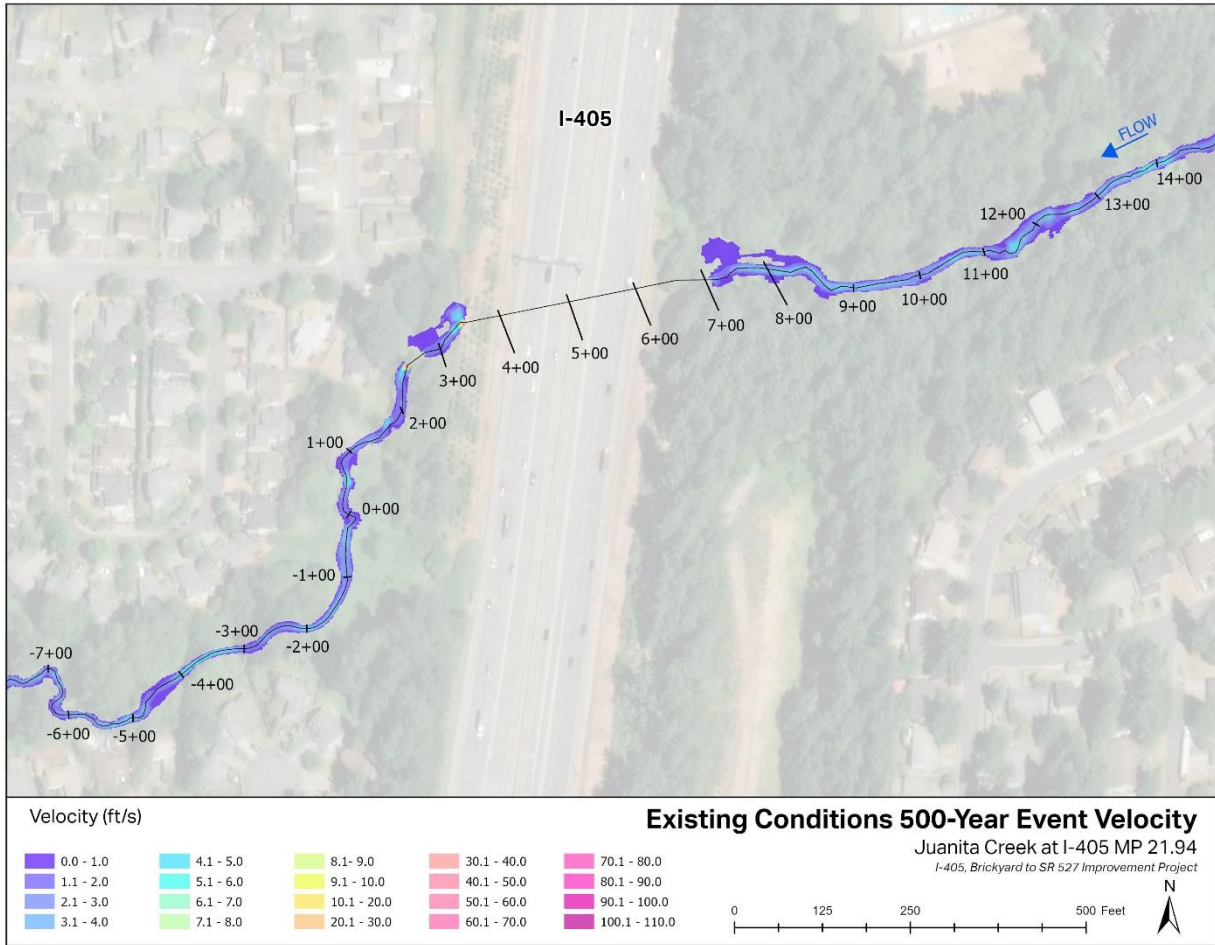 I-405
FLOW
14+00
13+00
12+00
11+00
10+00
9+00
8+00
7+00
6+00
5+00
4+00
3+00
2+00
1+00
0+00
-1+00
-2+00
-3+00
-4+00
-5+00
-6+00
-7+00
Velocity (ft/s)
0.0 - 1.0
1.1 - 2.0
2.1 - 3.0
3.1 - 4.0
4.1 - 5.0
5.1 - 6.0
6.1 - 7.0
7.1 - 8.0
8.1- 9.0
9.1 - 10.0
10.1 - 20.0
20.1 - 30.0
30.1 - 40.0
40.1 - 50.0
50.1 - 60.0
60.1 - 70.0
70.1 - 80.0
80.1 - 90.0
90.1 - 100.0
100.1 - 110.0
Existing Conditions 500-Year Event Velocity
Juanita Creek at I-405 MP 21.94
I-405, Brickyard to SR 527 Improvement Project
N
0 125 250 500 Feet